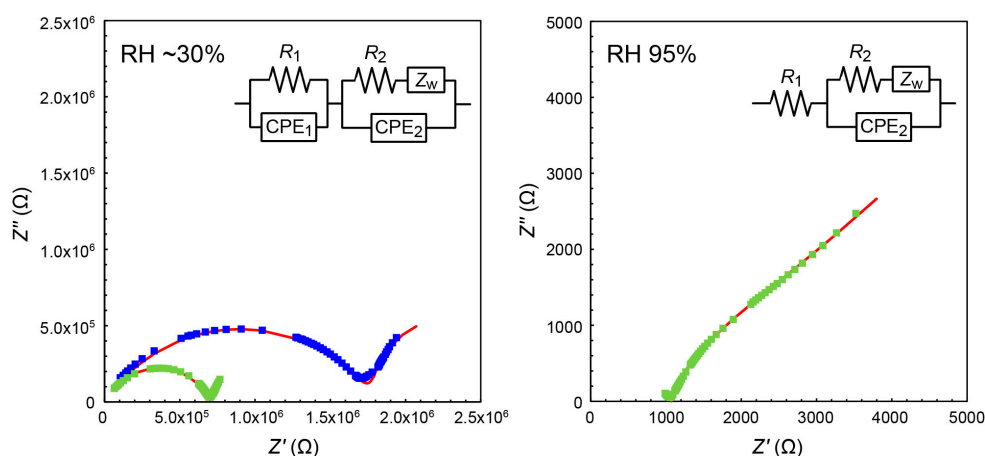 RH ~30%
R1
R2
Zw
CPE1
CPE2
2.5x10^6
2.0x10^6
1.5x10^6
1.0x10^6
5.0x10^5
0
0
5.0x10^5
1.0x10^6
1.5x10^6
2.0x10^6
2.5x10^6
Z″ (Ω)
Z′ (Ω)
RH 95%
R1
R2
Zw
CPE2
5000
4000
3000
2000
1000
0
0
1000
2000
3000
4000
5000
Z″ (Ω)
Z′ (Ω)